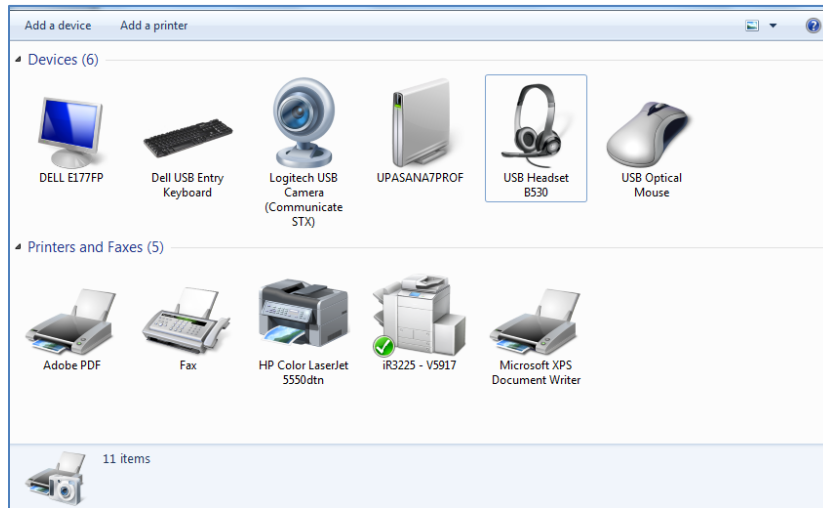 Add a device Add a printer
Devices (6)
DELL E177FP
Dell USB Entry
Keyboard
Logitech USB
Camera
(Communicate
STX)
UPASANA7PROF
USB Headset
B530
USB Optical
Mouse
Printers and Faxes (5)
Adobe PDF
Fax
HP Color LaserJet
5550dtn
iR3225 - V5917
Microsoft XPS
Document Writer
11 items